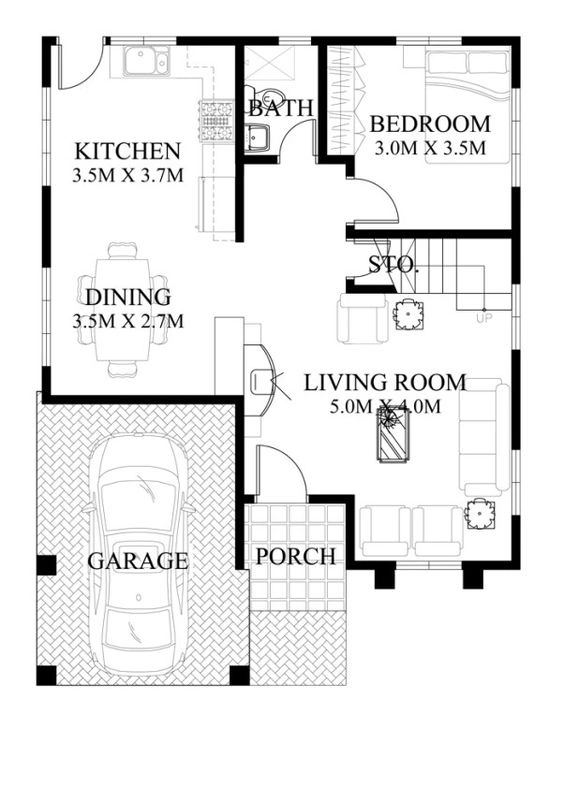 BATH
BEDROOM
3.0M X 3.5M
KITCHEN
3.5M X 3.7M
STO.
DINING
3.5M X 2.7M
UP
LIVING ROOM
5.0M X 4.0M
GARAGE
PORCH